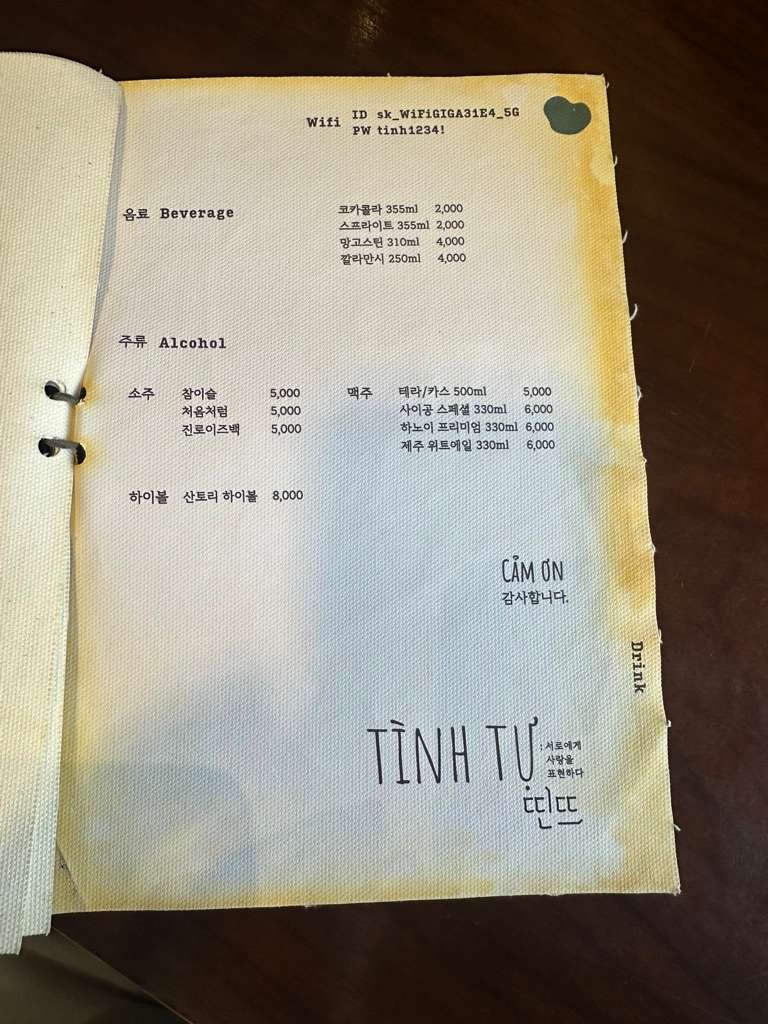 Wifi ID sk_WiFiGIGA31E4_5G
PW tinh1234!
음료 Beverage
코카콜라 355ml 2,000
스프라이트 355ml 2,000
망고스틴 310ml 4,000
깔라만시 250ml 4,000
주류 Alcohol
소주 참이슬 5,000
처음처럼 5,000
진로이즈백 5,000
맥주 테라/카스 500ml 5,000
사이공 스페셜 330ml 6,000
하노이 프리미엄 330ml 6,000
제주 위트에일 330ml 6,000
하이볼 산토리 하이볼 8,000
CẢM ƠN
감사합니다.
Drink
TÌNH TỰ
: 서로에게
사랑을
표현하다
띤뜨